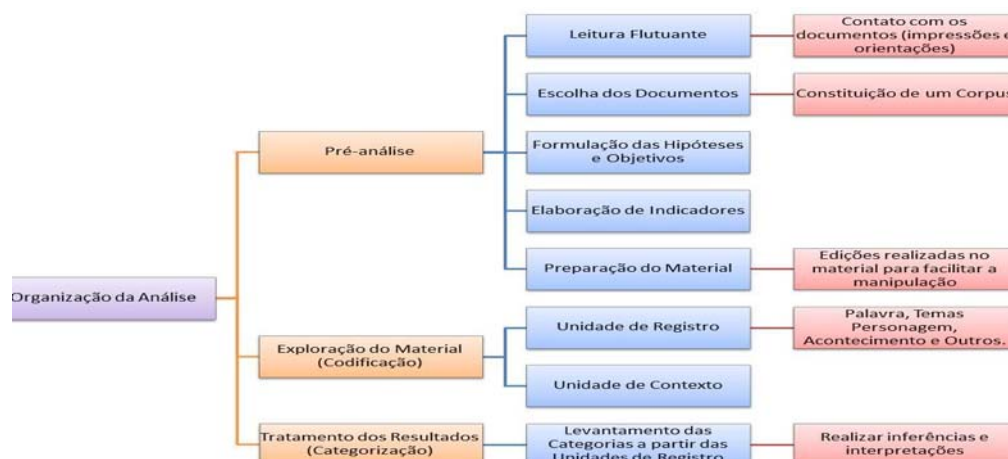 Leitura Flutuante
Contato com os
documentos (impressões e
orientações)
Escolha dos Documentos
Constituição de um Corpus
Pré-análise
Formulação das Hipóteses
e Objetivos
Elaboração de Indicadores
Preparação do Material
Edições realizadas no
material para facilitar a
manipulação
Organização da Análise
Exploração do Material
(Codificação)
Unidade de Registro
Palavra, Temas
Personagem,
Acontecimento e Outros.
Unidade de Contexto
Tratamento dos Resultados
(Categorização)
Levantamento das
Categorias a partir das
Unidades de Registro
Realizar inferências e
interpretações